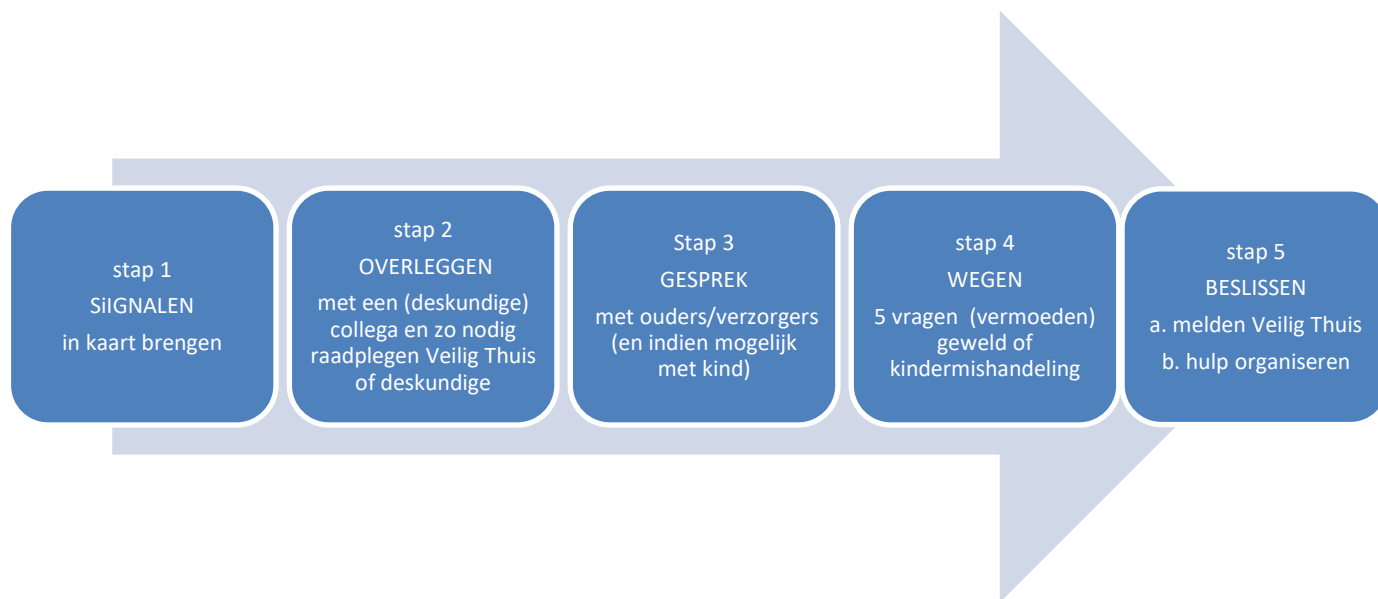 stap 1
SiIGNALEN
in kaart brengen
stap 2
OVERLEGGEN
met een (deskundige)
collega en zo nodig
raadplegen Veilig Thuis
of deskundige
Stap 3
GESPREK
met ouders/verzorgers
(en indien mogelijk
met kind)
stap 4
WEGEN
5 vragen (vermoeden)
geweld of
kindermishandeling
stap 5
BESLISSEN
a. melden Veilig Thuis
b. hulp organiseren